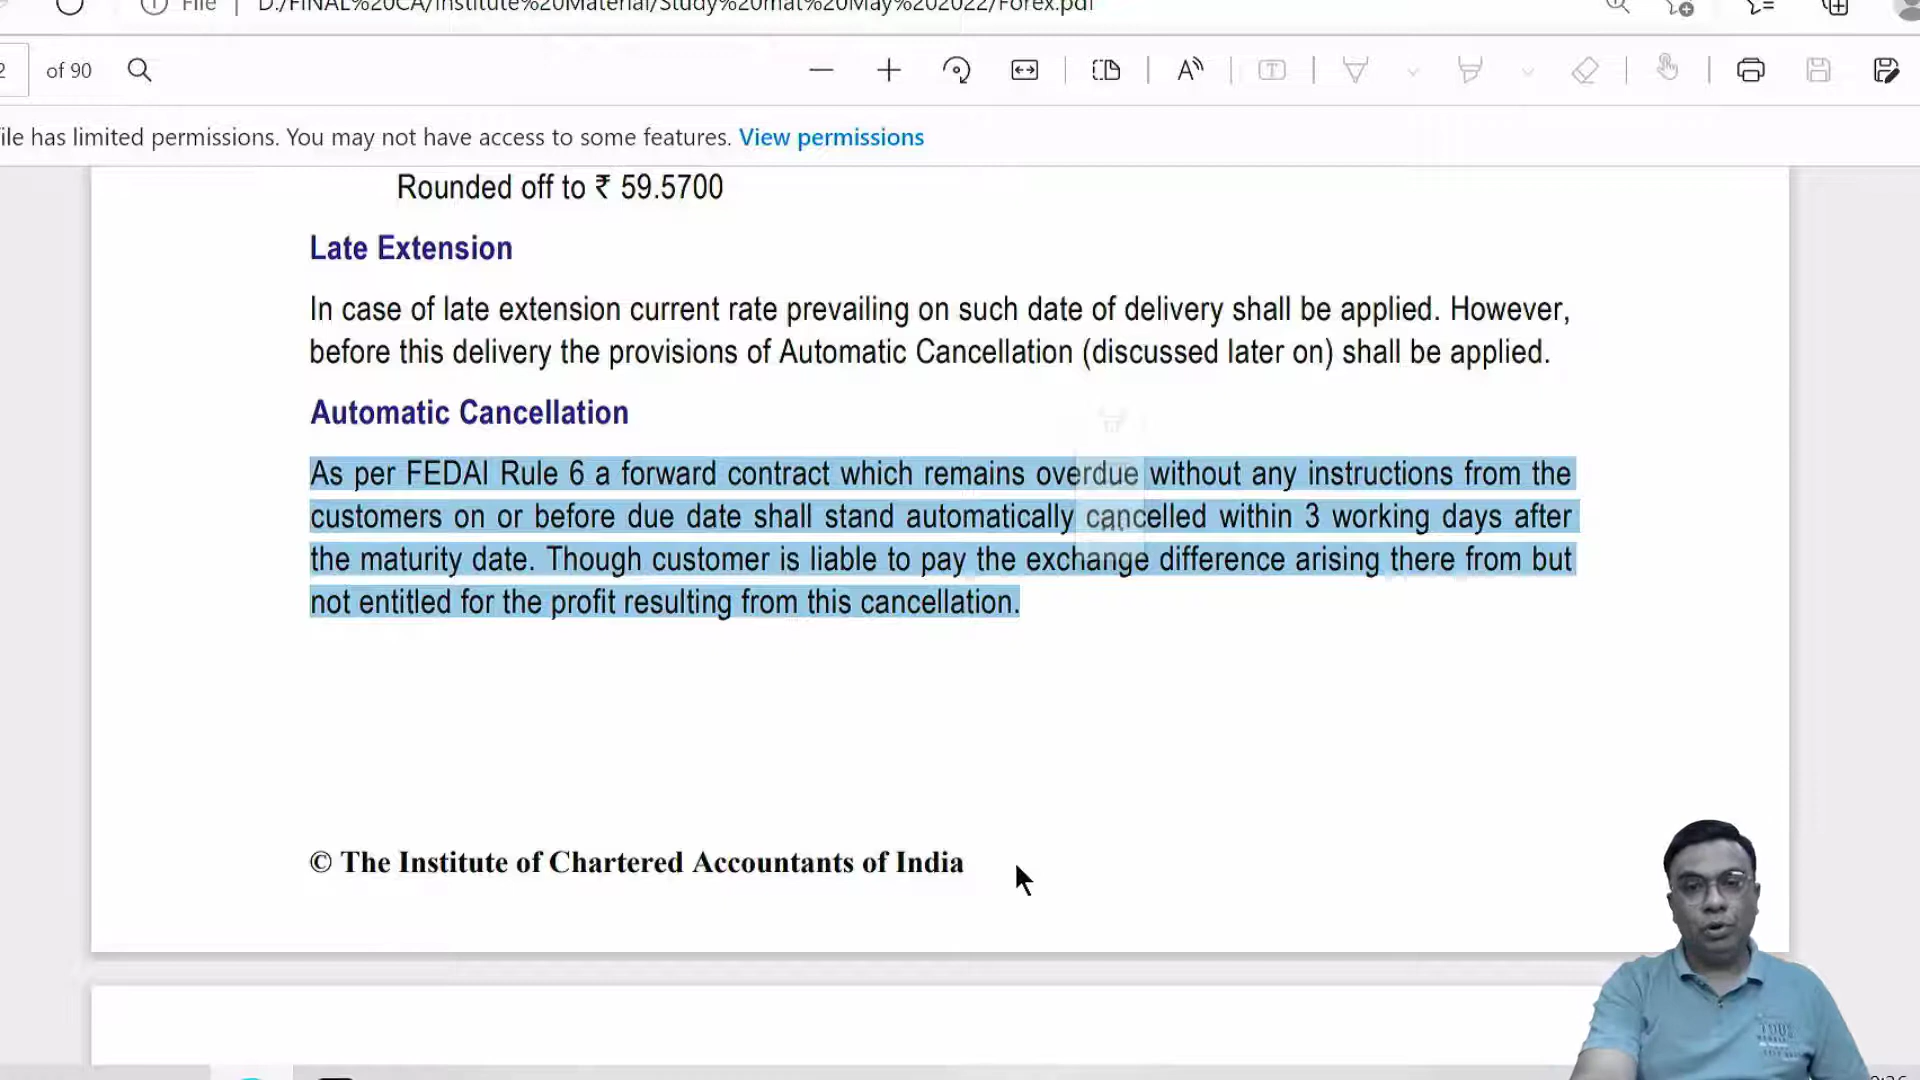 File
D:/FINAL%20CA/Institute%20Material/Study%20mat%20May%202022/Forex.pdf
2 of 90
ile has limited permissions. You may not have access to some features. View permissions
Rounded off to ₹ 59.5700
Late Extension
In case of late extension current rate prevailing on such date of delivery shall be applied. However,
before this delivery the provisions of Automatic Cancellation (discussed later on) shall be applied.
Automatic Cancellation
As per FEDAI Rule 6 a forward contract which remains overdue without any instructions from the
customers on or before due date shall stand automatically cancelled within 3 working days after
the maturity date. Though customer is liable to pay the exchange difference arising there from but
not entitled for the profit resulting from this cancellation.
© The Institute of Chartered Accountants of India